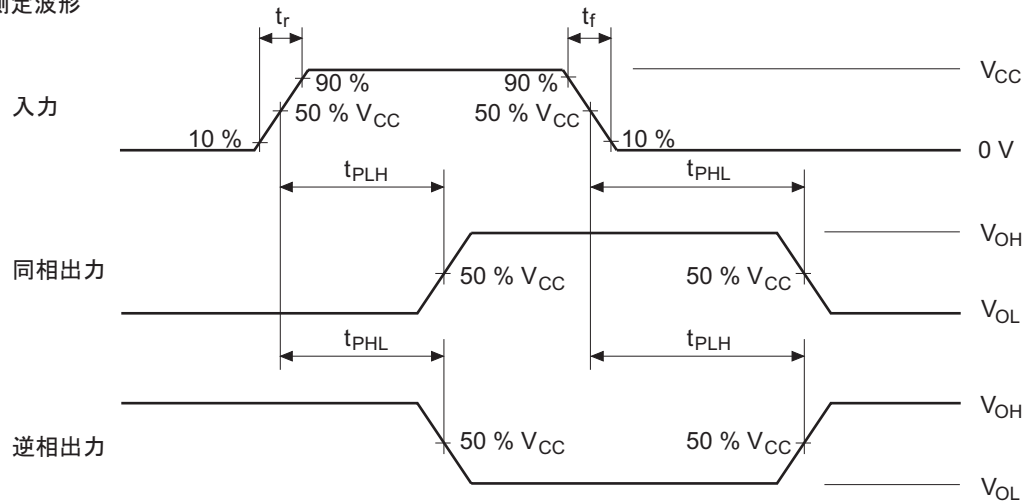 測定波形
tr
tf
90 %
90 %
VCC
入力
50 % VCC
50 % VCC
10 %
10 %
0 V
tPLH
tPHL
VOH
同相出力
50 % VCC
50 % VCC
VOL
tPHL
tPLH
VOH
逆相出力
50 % VCC
50 % VCC
VOL